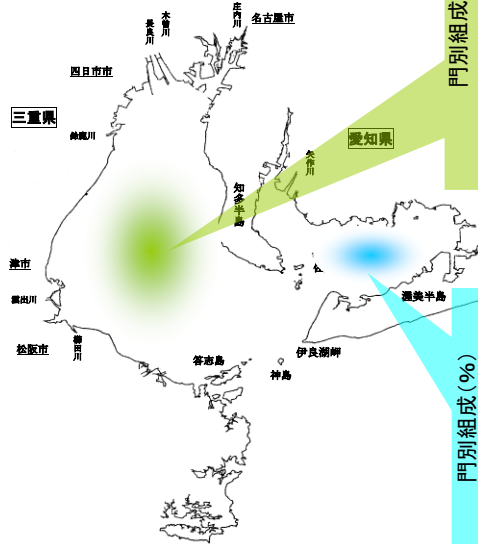 木曽川
長良川
庄内川
名古屋市
四日市市
三重県
鈴鹿川
愛知県
矢作川
知多半島
津市
雲出川
渥美半島
松阪市
櫛田川
答志島
伊良湖岬
神島
門別組成
門別組成(%)